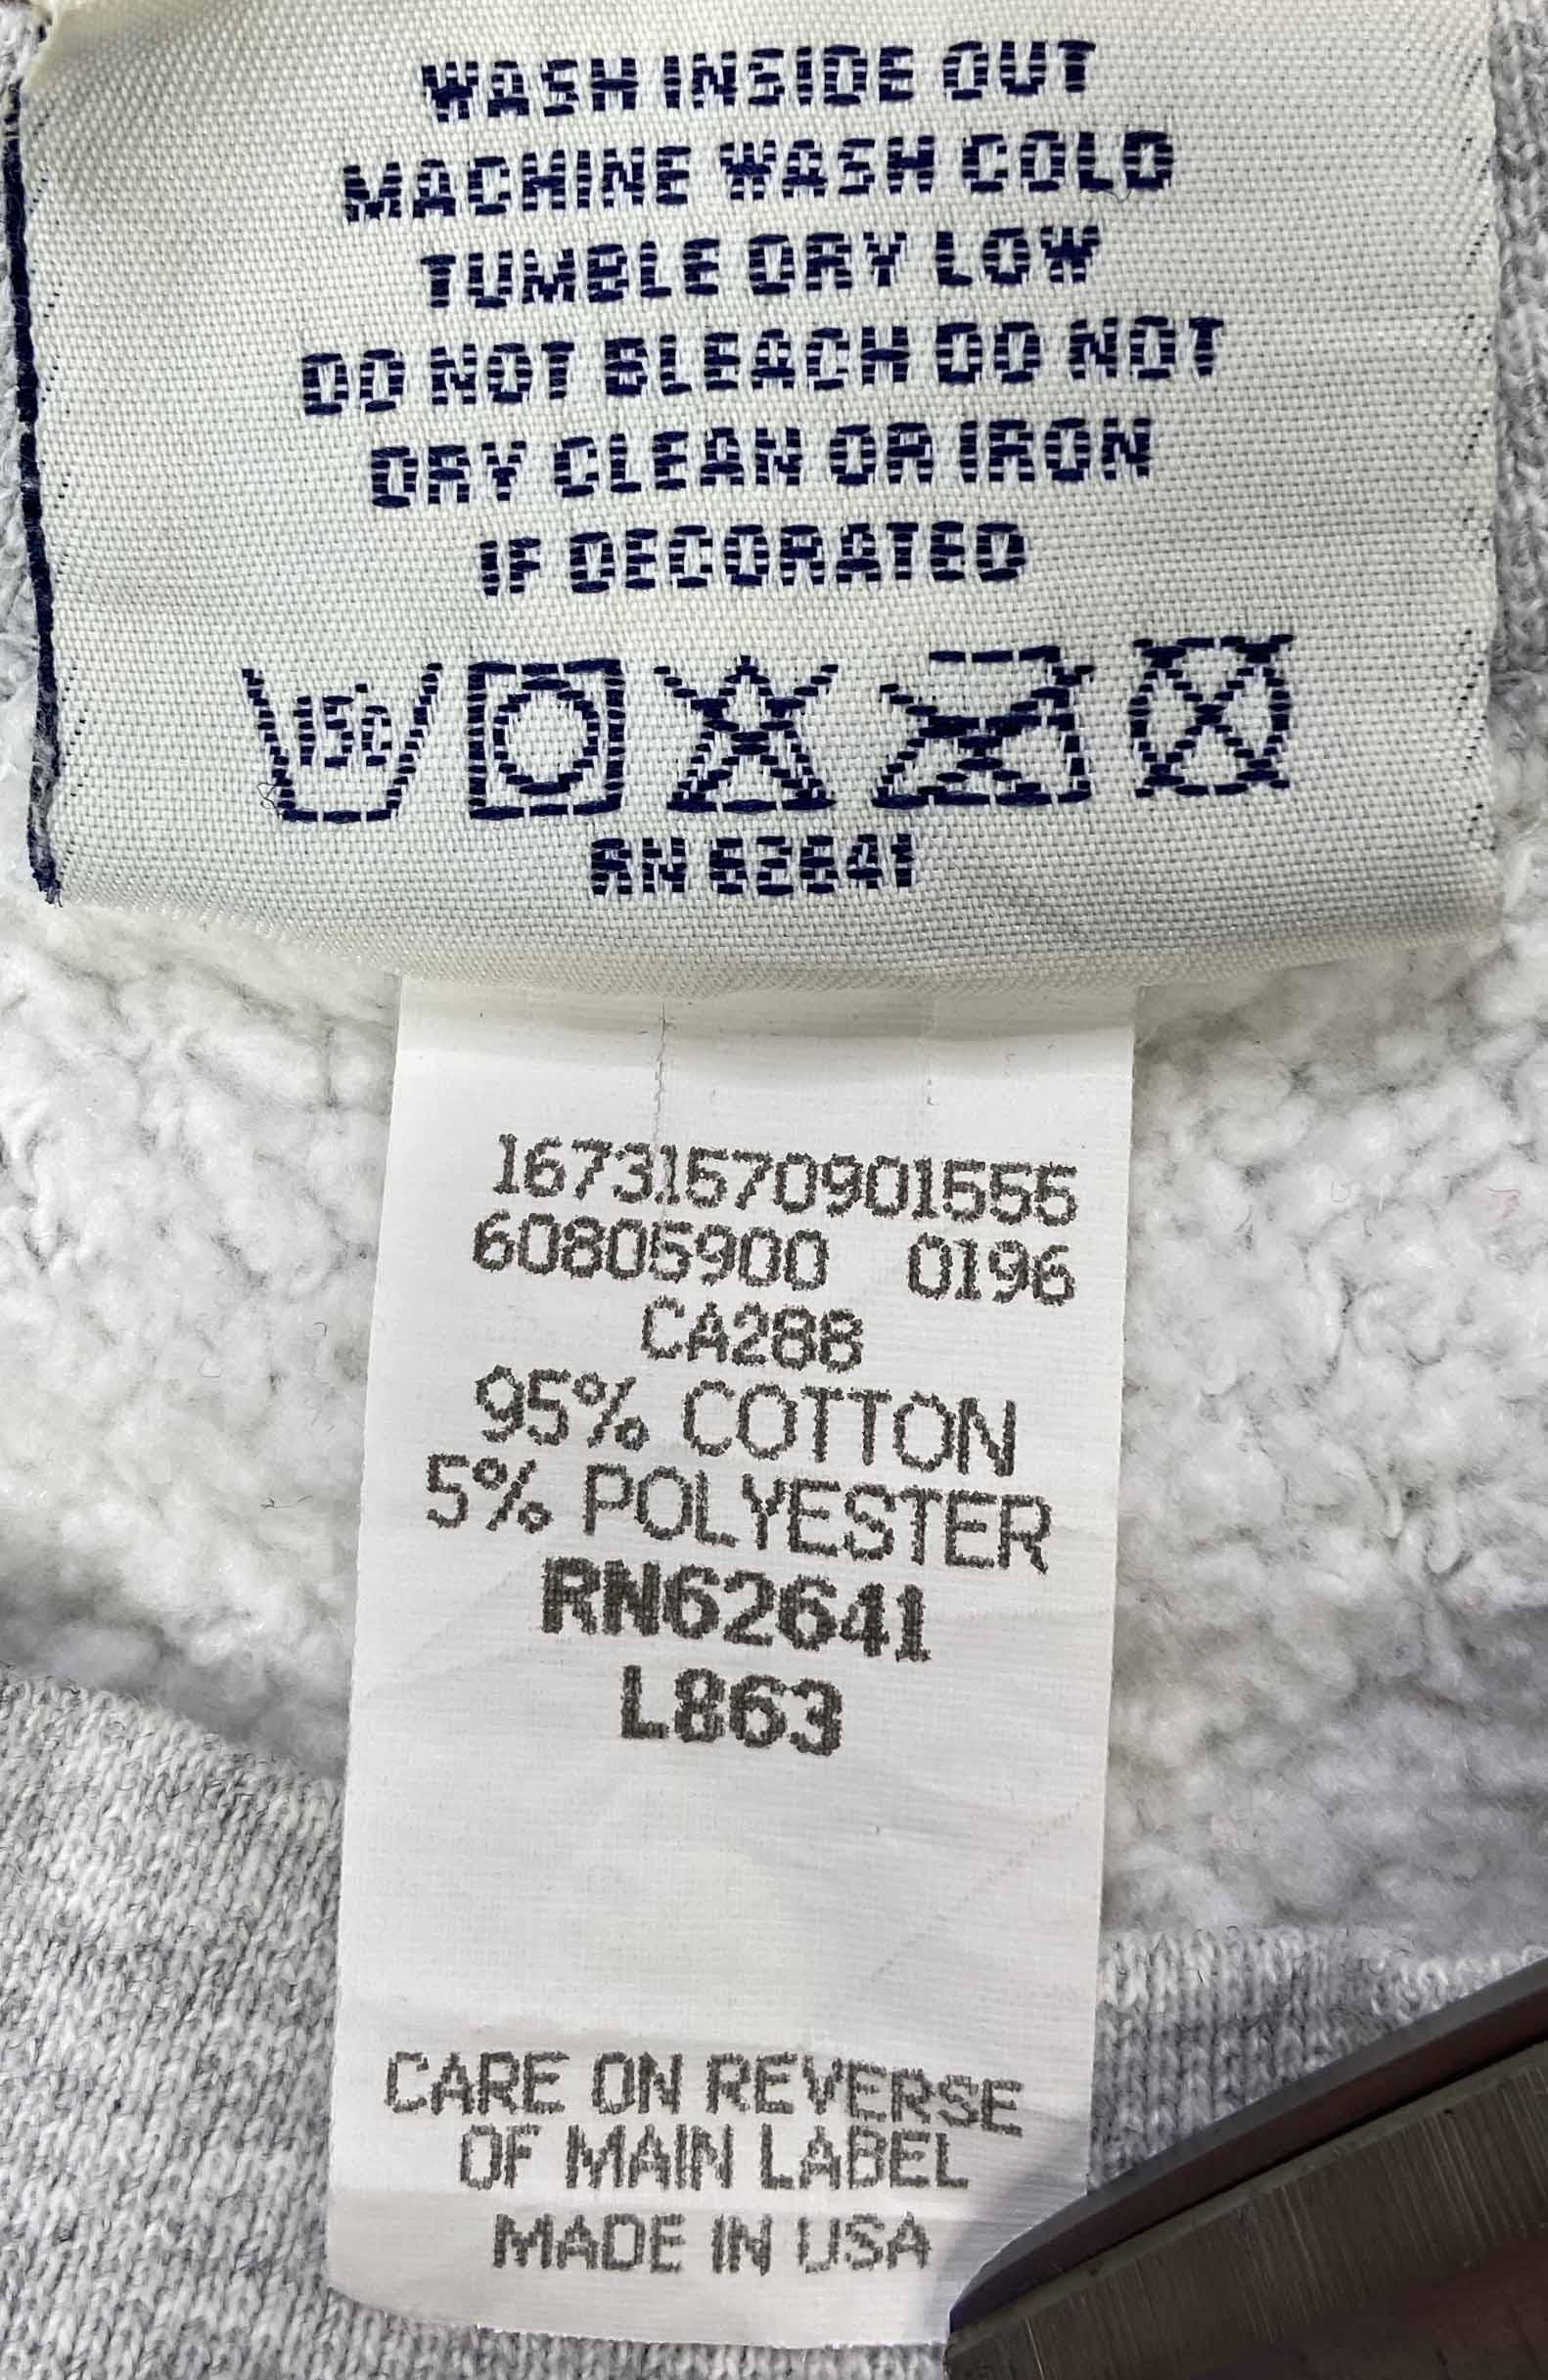 WASH INSIDE OUT
MACHINE WASH COLD
TUMBLE DRY LOW
DO NOT BLEACH DO NOT
DRY CLEAN OR IRON
IF DECORATED
RN 62641
16731570901555
60805900 0196
CA288
95% COTTON
5% POLYESTER
RN62641
L863
CARE ON REVERSE
OF MAIN LABEL
MADE IN USA